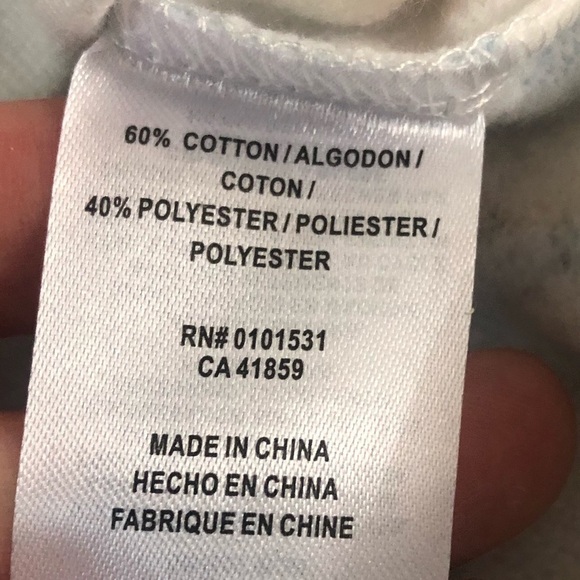 60% COTTON/ALGODON/
COTON/
40% POLYESTER/POLIESTER/
POLYESTER
RN# 0101531
CA 41859
MADE IN CHINA
HECHO EN CHINA
FABRIQUE EN CHINE